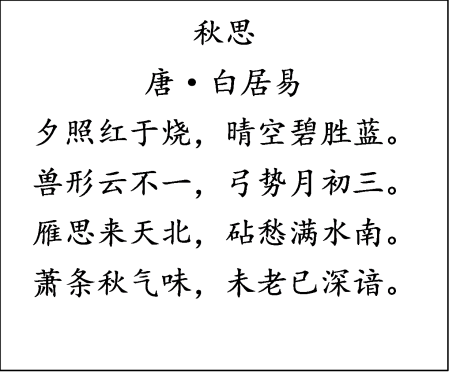 秋思
唐·白居易
夕照红于烧，晴空碧胜蓝。
兽形云不一，弓势月初三。
雁思来天北，砧愁满水南。
萧条秋气味，未老已深谙。